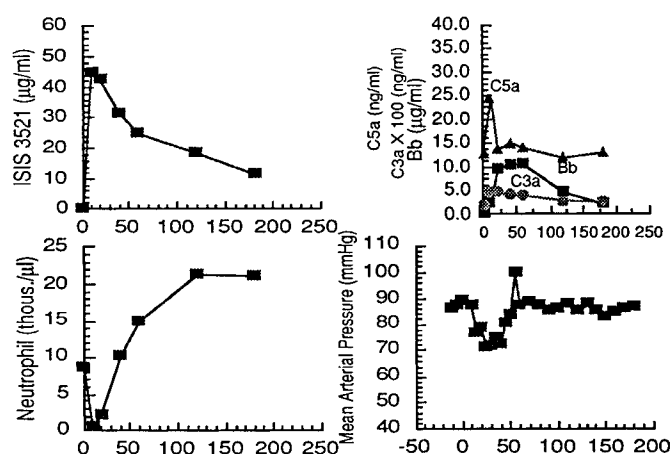 60
50
40
30
20
10
0
ISIS 3521 (µg/ml)
0 50 100 150 200 250
40.0
35.0
30.0
25.0
20.0
15.0
10.0
5.0
0.0
C5a (ng/ml)
C3a X 100 (ng/ml)
Bb (µg/ml)
C5a
Bb
C3a
0 50 100 150 200 250
25
20
15
10
5
0
Neutrophil (thous./µl)
0 50 100 150 200 250
110
100
90
80
70
60
50
40
Mean Arterial Pressure (mmHg)
-50 0 50 100 150 200